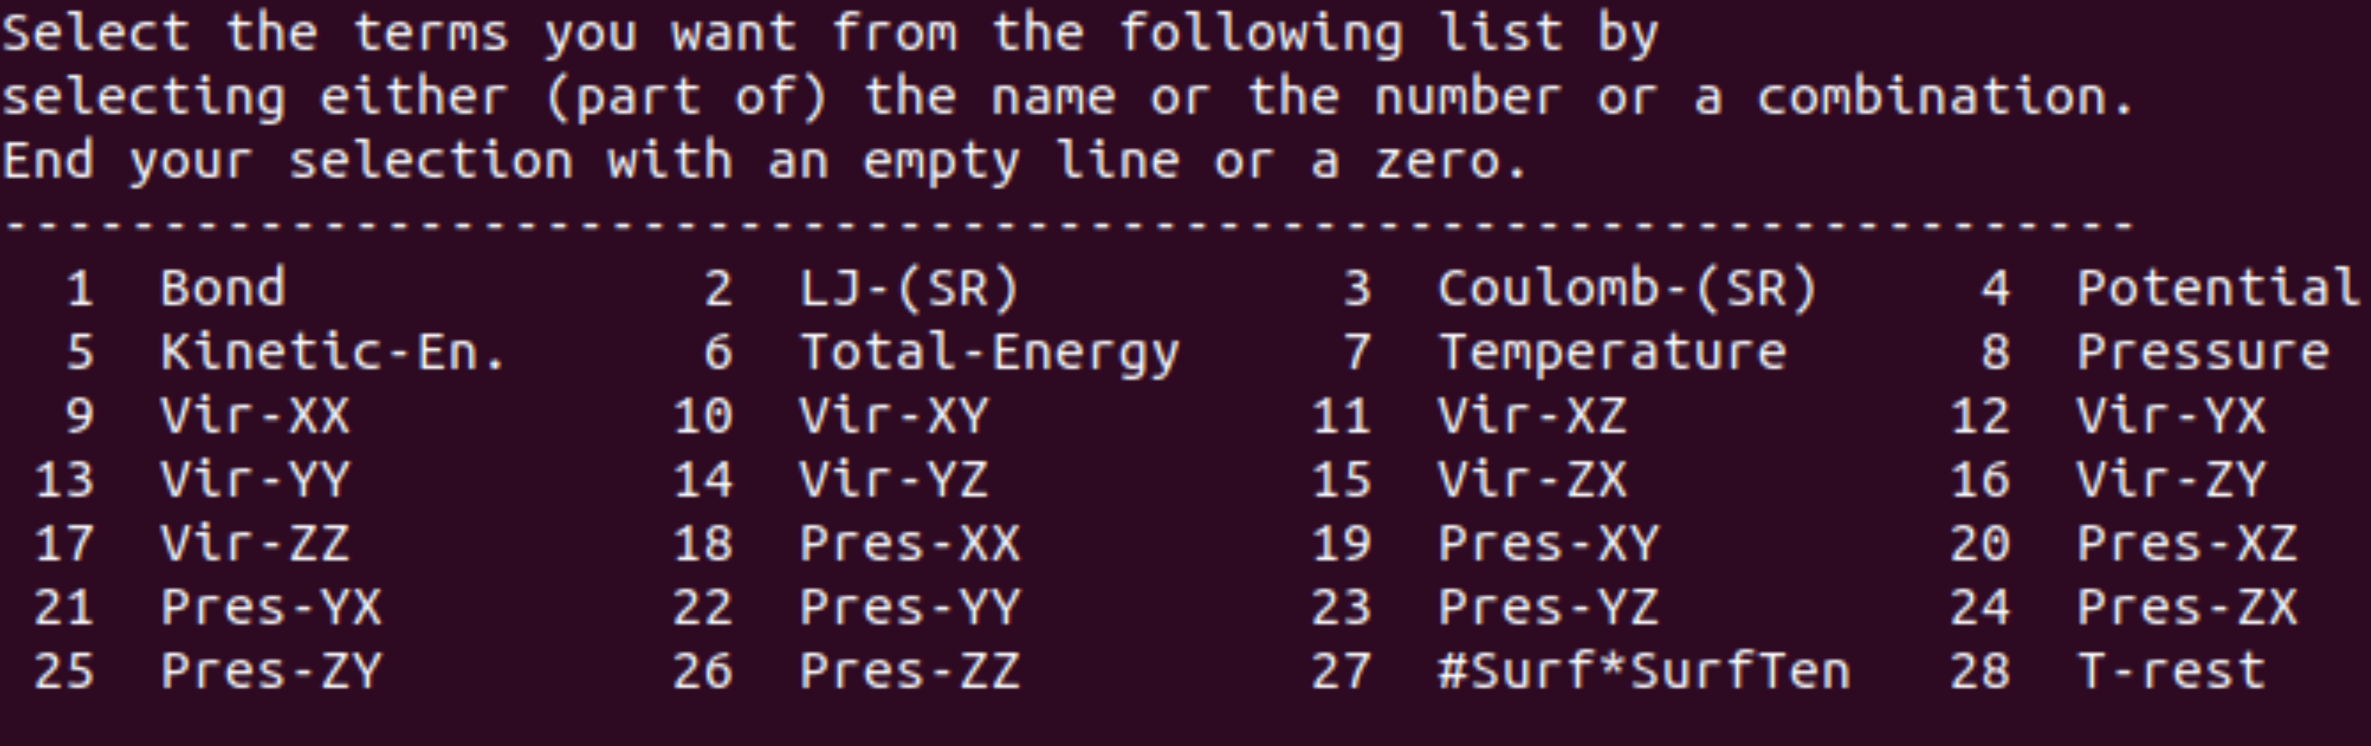 Select the terms you want from the following list by
selecting either (part of) the name or the number or a combination.
End your selection with an empty line or a zero.
-------------------------------------------------------------------
  1  Bond             2  LJ-(SR)          3  Coulomb-(SR)     4  Potential
  5  Kinetic-En.      6  Total-Energy     7  Temperature      8  Pressure
  9  Vir-XX          10  Vir-XY          11  Vir-XZ          12  Vir-YX
 13  Vir-YY          14  Vir-YZ          15  Vir-ZX          16  Vir-ZY
 17  Vir-ZZ          18  Pres-XX         19  Pres-XY         20  Pres-XZ
 21  Pres-YX         22  Pres-YY         23  Pres-YZ         24  Pres-ZX
 25  Pres-ZY         26  Pres-ZZ         27  #Surf*SurfTen   28  T-rest